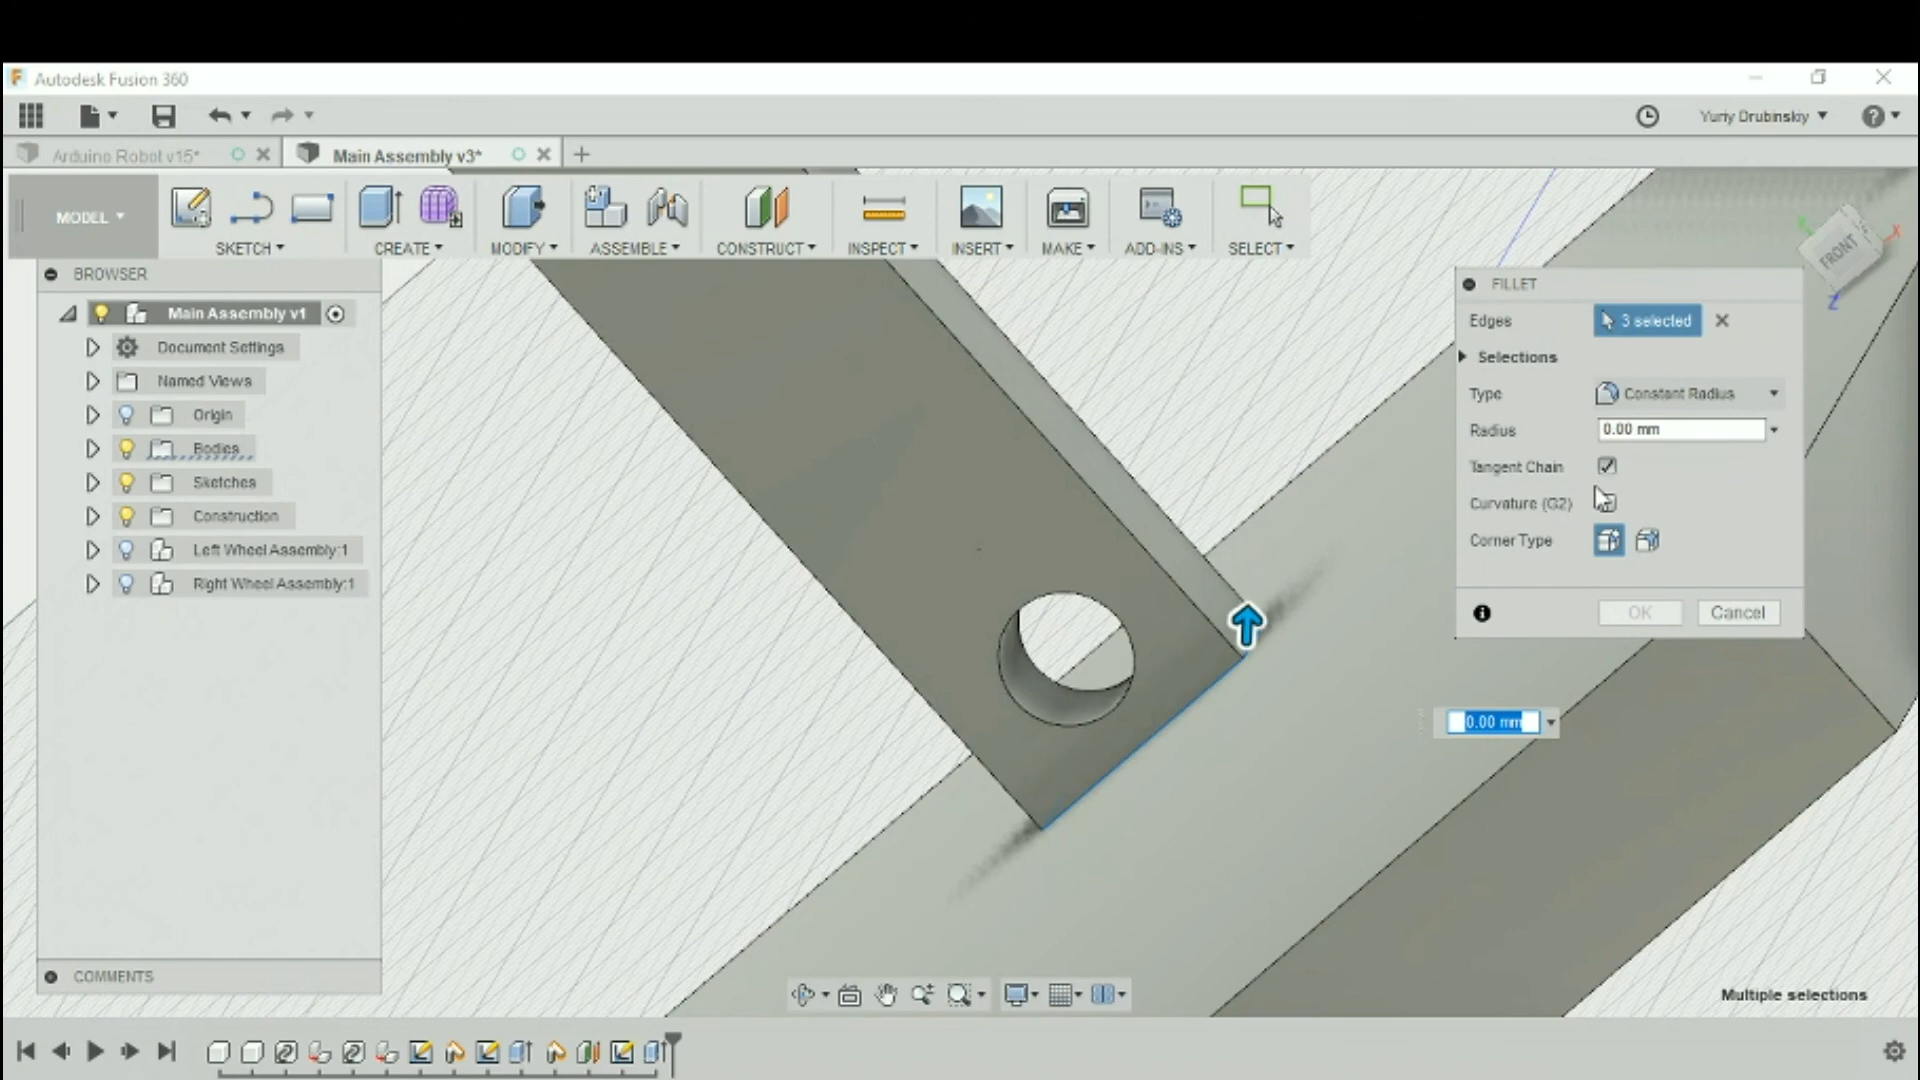 Autodesk Fusion 360
Yuriy Drubinskiy
Arduino Robot v15*
Main Assembly v3*
MODEL
SKETCH
CREATE
MODIFY
ASSEMBLE
CONSTRUCT
INSPECT
INSERT
MAKE
ADD-INS
SELECT
FRONT
X
Y
Z
BROWSER
Main Assembly v1
Document Settings
Named Views
Origin
Bodies
Sketches
Construction
Left Wheel Assembly:1
Right Wheel Assembly:1
FILLET
Edges 3 selected
Selections
Type Constant Radius
Radius 0.00 mm
Tangent Chain
Curvature (G2)
Corner Type
OK Cancel
0.00 mm
COMMENTS
Multiple selections